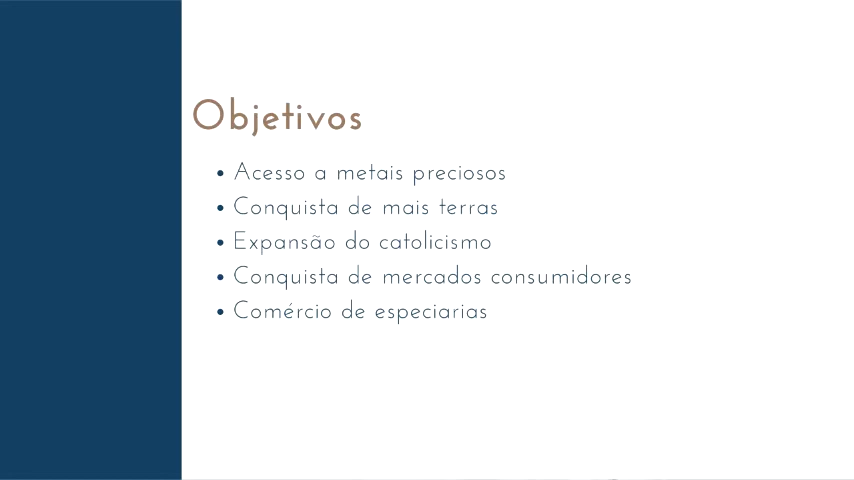 Objetivos
• Acesso a metais preciosos
• Conquista de mais terras
• Expansão do catolicismo
• Conquista de mercados consumidores
• Comércio de especiarias